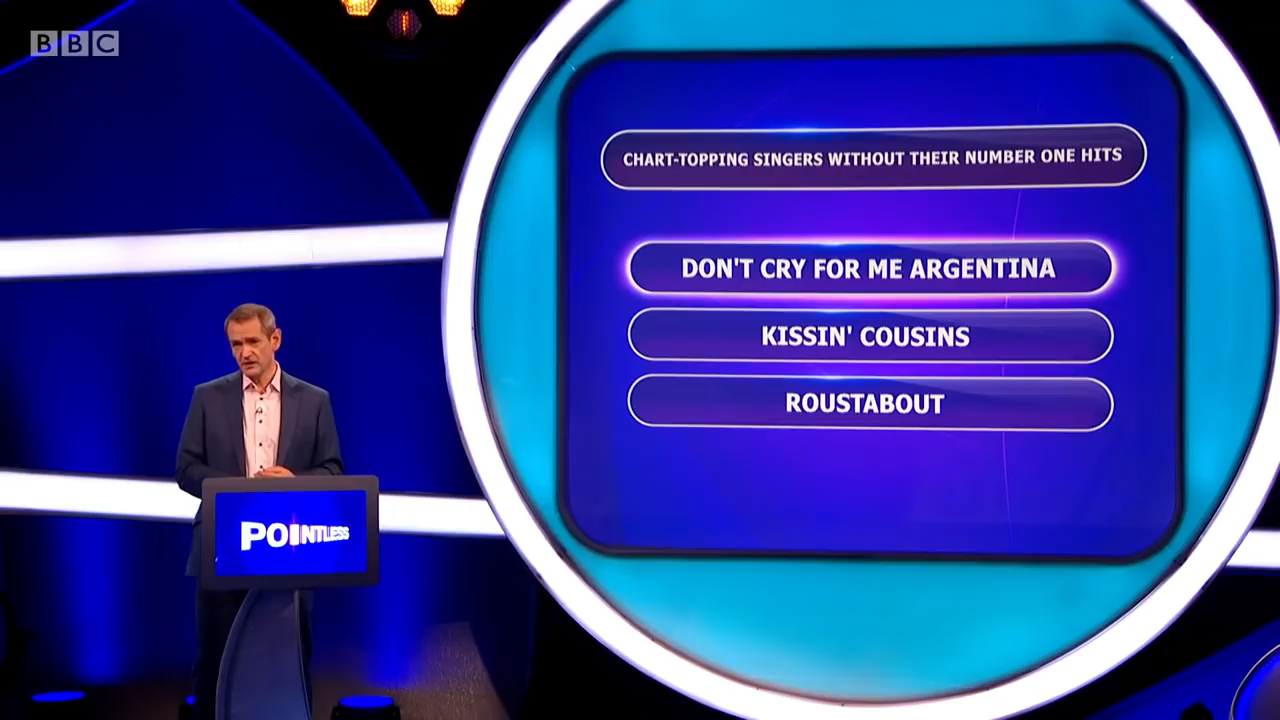 BBC
CHART-TOPPING SINGERS WITHOUT THEIR NUMBER ONE HITS
DON'T CRY FOR ME ARGENTINA
KISSIN' COUSINS
ROUSTABOUT
POINTLESS